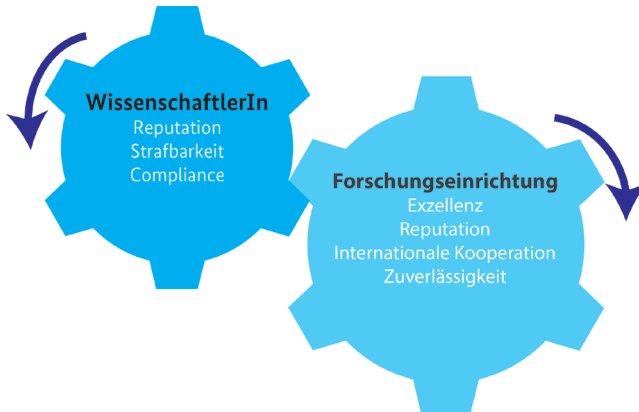 WissenschaftlerIn
Reputation
Strafbarkeit
Compliance
Forschungseinrichtung
Exzellenz
Reputation
Internationale Kooperation
Zuverlässigkeit